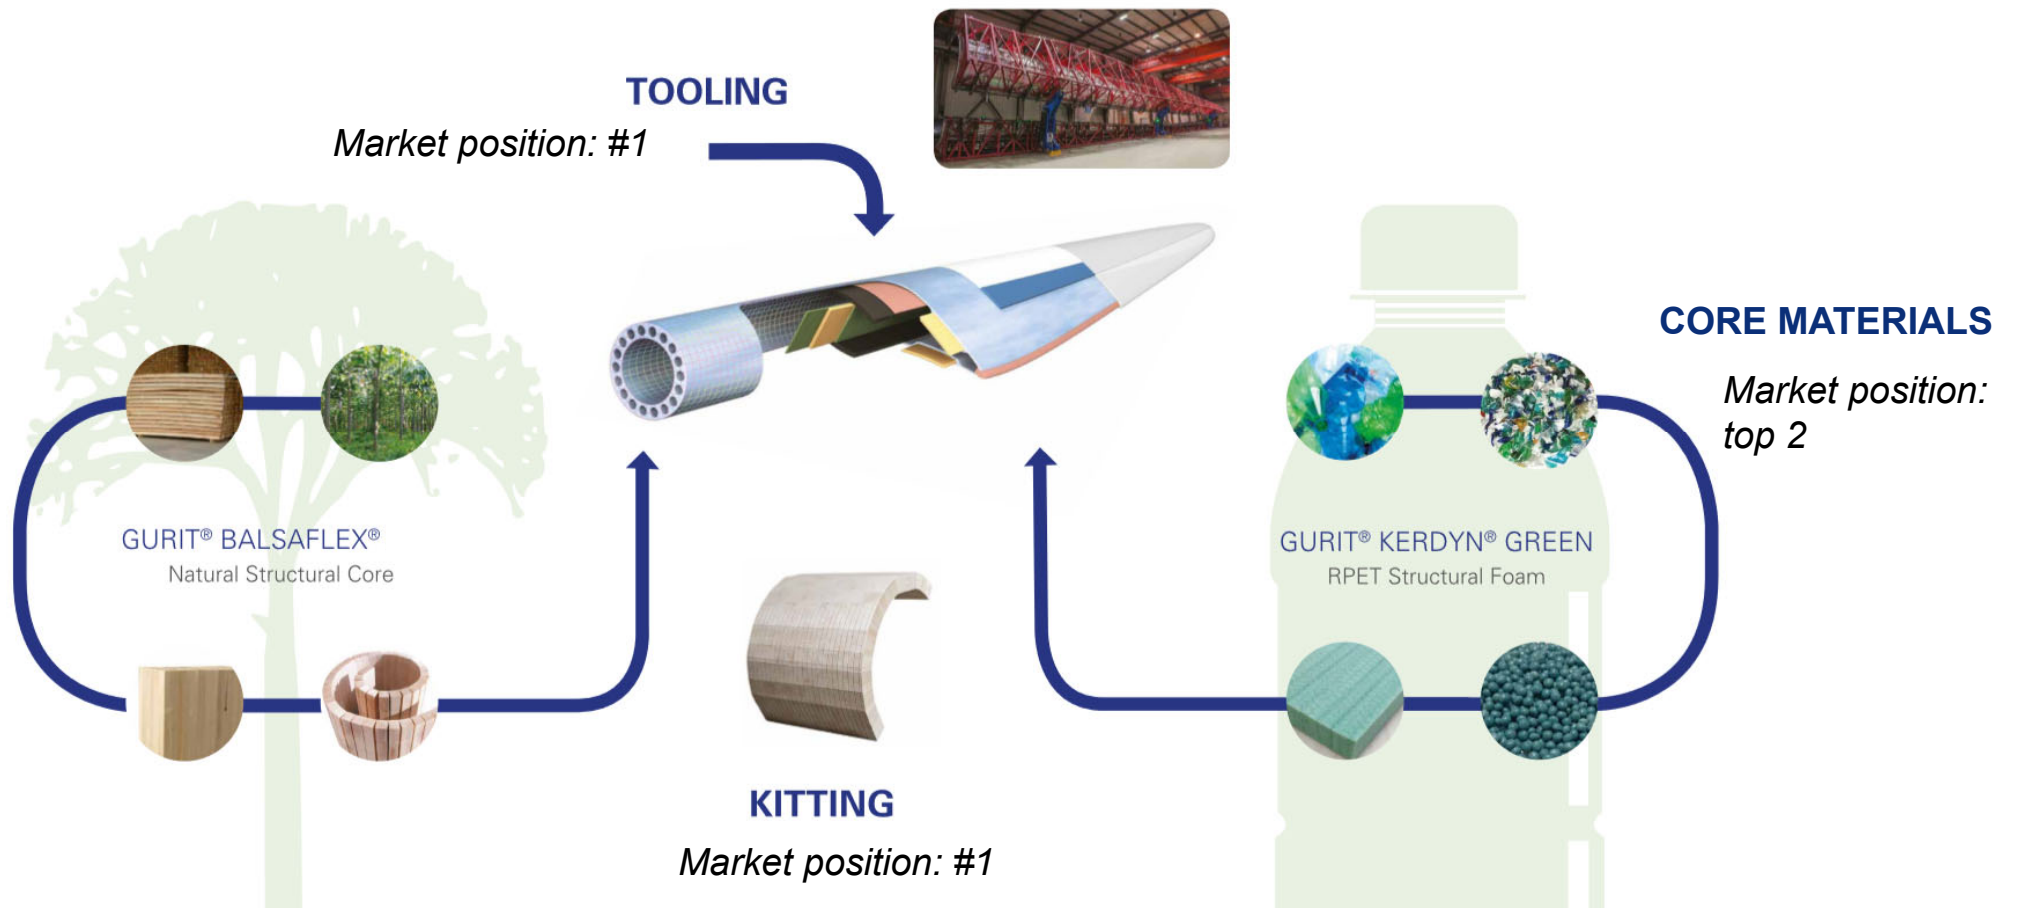 TOOLING
Market position: #1
CORE MATERIALS
Market position:
top 2
GURIT® BALSAFLEX®
Natural Structural Core
GURIT® KERDYN® GREEN
RPET Structural Foam
KITTING
Market position: #1